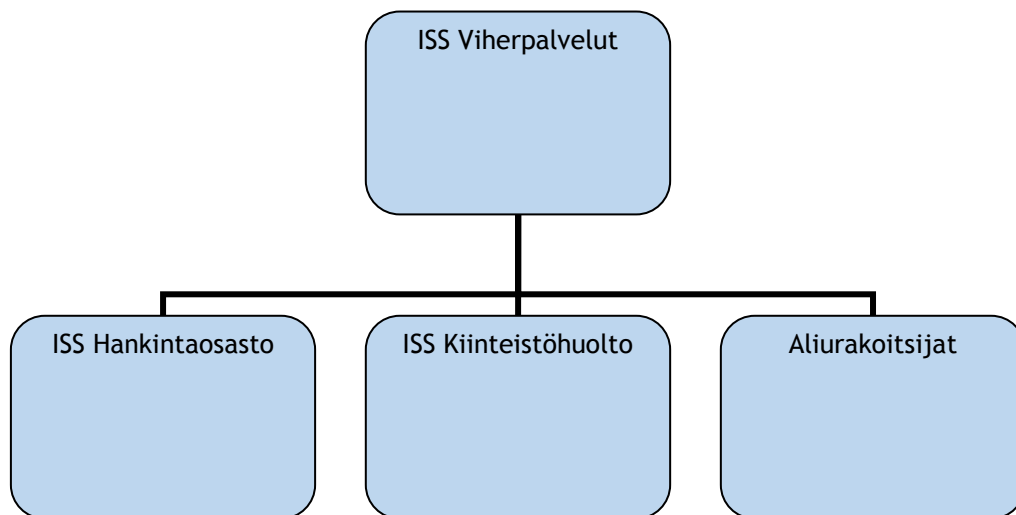 ISS Viherpalvelut
ISS Hankintaosasto
ISS Kiinteistöhuolto
Aliurakoitsijat